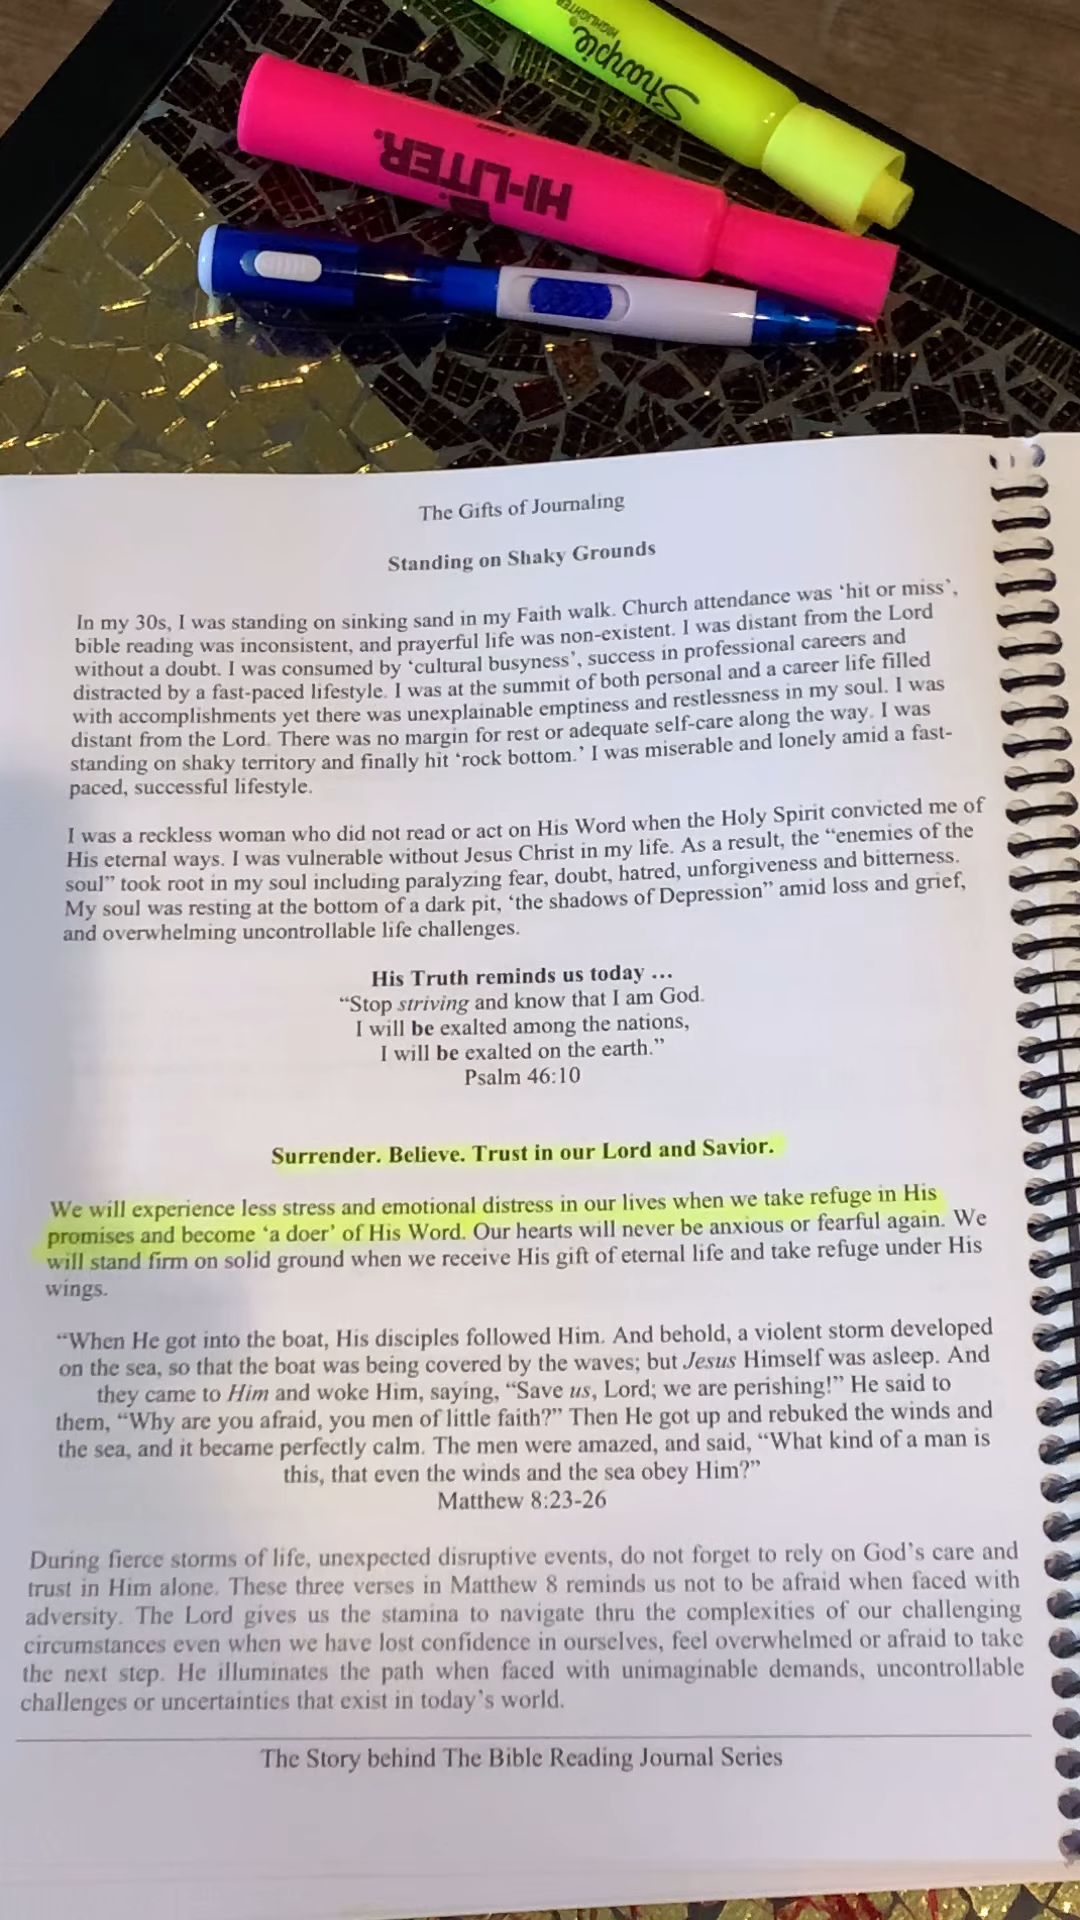 Sharpie
HIGHLIGHTER
HI-LITER.
The Gifts of Journaling
Standing on Shaky Grounds
In my 30s, I was standing on sinking sand in my Faith walk. Church attendance was ‘hit or miss’,
bible reading was inconsistent, and prayerful life was non-existent. I was distant from the Lord
without a doubt. I was consumed by ‘cultural busyness’, success in professional careers and
distracted by a fast-paced lifestyle. I was at the summit of both personal and a career life filled
with accomplishments yet there was unexplainable emptiness and restlessness in my soul. I was
distant from the Lord. There was no margin for rest or adequate self-care along the way. I was
standing on shaky territory and finally hit ‘rock bottom.’ I was miserable and lonely amid a fast-
paced, successful lifestyle.
I was a reckless woman who did not read or act on His Word when the Holy Spirit convicted me of
His eternal ways. I was vulnerable without Jesus Christ in my life. As a result, the “enemies of the
soul” took root in my soul including paralyzing fear, doubt, hatred, unforgiveness and bitterness.
My soul was resting at the bottom of a dark pit, ‘the shadows of Depression” amid loss and grief,
and overwhelming uncontrollable life challenges.
His Truth reminds us today …
“Stop striving and know that I am God.
I will be exalted among the nations,
I will be exalted on the earth.”
Psalm 46:10
Surrender. Believe. Trust in our Lord and Savior.
We will experience less stress and emotional distress in our lives when we take refuge in His
promises and become ‘a doer’ of His Word. Our hearts will never be anxious or fearful again. We
will stand firm on solid ground when we receive His gift of eternal life and take refuge under His
wings.
“When He got into the boat, His disciples followed Him. And behold, a violent storm developed
on the sea, so that the boat was being covered by the waves; but Jesus Himself was asleep. And
they came to Him and woke Him, saying, “Save us, Lord; we are perishing!” He said to
them, “Why are you afraid, you men of little faith?” Then He got up and rebuked the winds and
the sea, and it became perfectly calm. The men were amazed, and said, “What kind of a man is
this, that even the winds and the sea obey Him?”
Matthew 8:23-26
During fierce storms of life, unexpected disruptive events, do not forget to rely on God’s care and
trust in Him alone. These three verses in Matthew 8 reminds us not to be afraid when faced with
adversity. The Lord gives us the stamina to navigate thru the complexities of our challenging
circumstances even when we have lost confidence in ourselves, feel overwhelmed or afraid to take
the next step. He illuminates the path when faced with unimaginable demands, uncontrollable
challenges or uncertainties that exist in today’s world.
The Story behind The Bible Reading Journal Series